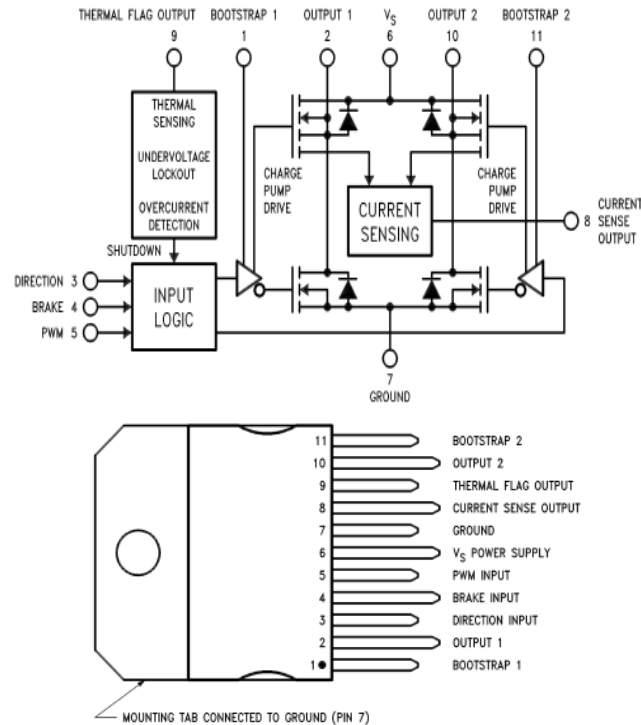 THERMAL FLAG OUTPUT
9
BOOTSTRAP 1
1
OUTPUT 1
2
VS
6
OUTPUT 2
10
BOOTSTRAP 2
11
THERMAL
SENSING
UNDERVOLTAGE
LOCKOUT
OVERCURRENT
DETECTION
SHUTDOWN
CHARGE
PUMP
DRIVE
CURRENT
SENSING
CHARGE
PUMP
DRIVE
8 CURRENT
SENSE
OUTPUT
DIRECTION 3
BRAKE 4
PWM 5
INPUT
LOGIC
7
GROUND
11 BOOTSTRAP 2
10 OUTPUT 2
9 THERMAL FLAG OUTPUT
8 CURRENT SENSE OUTPUT
7 GROUND
6 VS POWER SUPPLY
5 PWM INPUT
4 BRAKE INPUT
3 DIRECTION INPUT
2 OUTPUT 1
1 BOOTSTRAP 1
MOUNTING TAB CONNECTED TO GROUND (PIN 7)